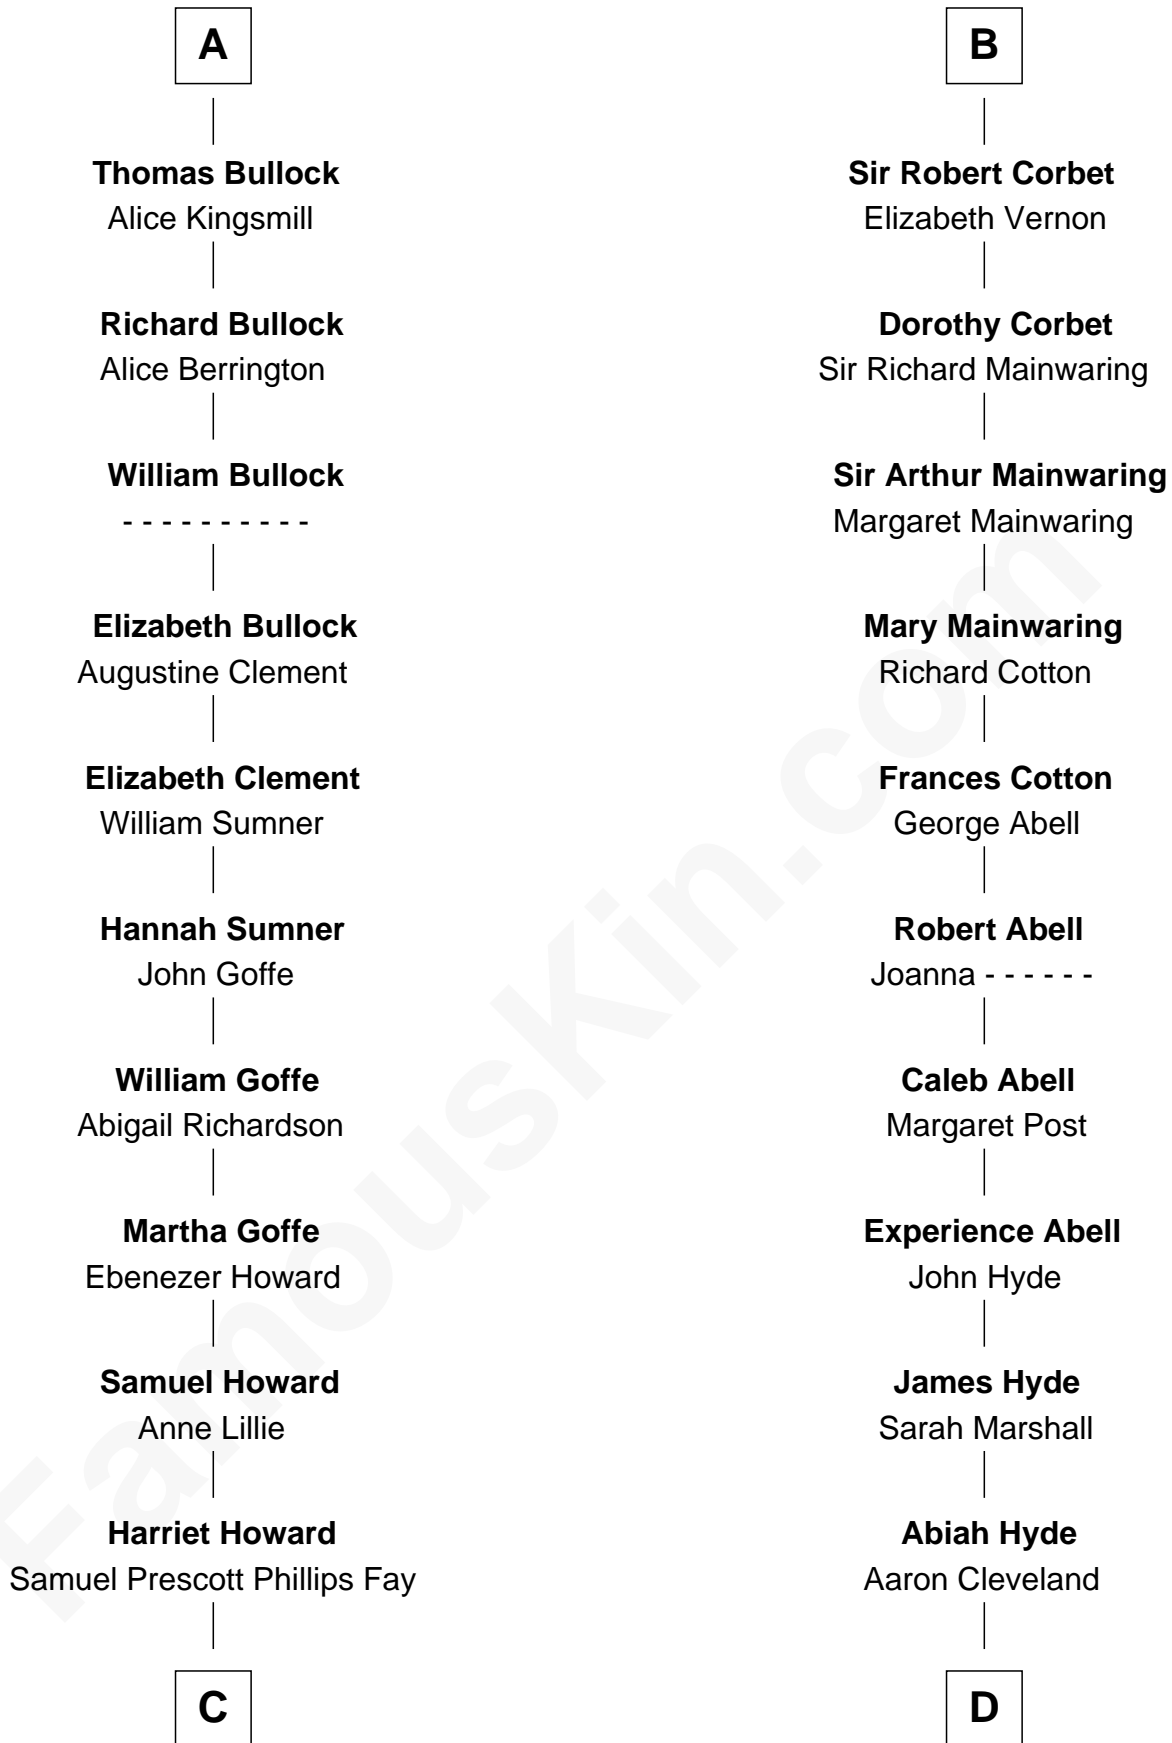 A
Thomas Bullock
Alice Kingsmill
Richard Bullock
Alice Berrington
William Bullock
- - - - - - - - - -
Elizabeth Bullock
Augustine Clement
Elizabeth Clement
William Sumner
Hannah Sumner
John Goffe
William Goffe
Abigail Richardson
Martha Goffe
Ebenezer Howard
Samuel Howard
Anne Lillie
Harriet Howard
Samuel Prescott Phillips Fay
C
B
Sir Robert Corbet
Elizabeth Vernon
Dorothy Corbet
Sir Richard Mainwaring
Sir Arthur Mainwaring
Margaret Mainwaring
Mary Mainwaring
Richard Cotton
Frances Cotton
George Abell
Robert Abell
Joanna - - - - - -
Caleb Abell
Margaret Post
Experience Abell
John Hyde
James Hyde
Sarah Marshall
Abiah Hyde
Aaron Cleveland
D
FamousKin.com